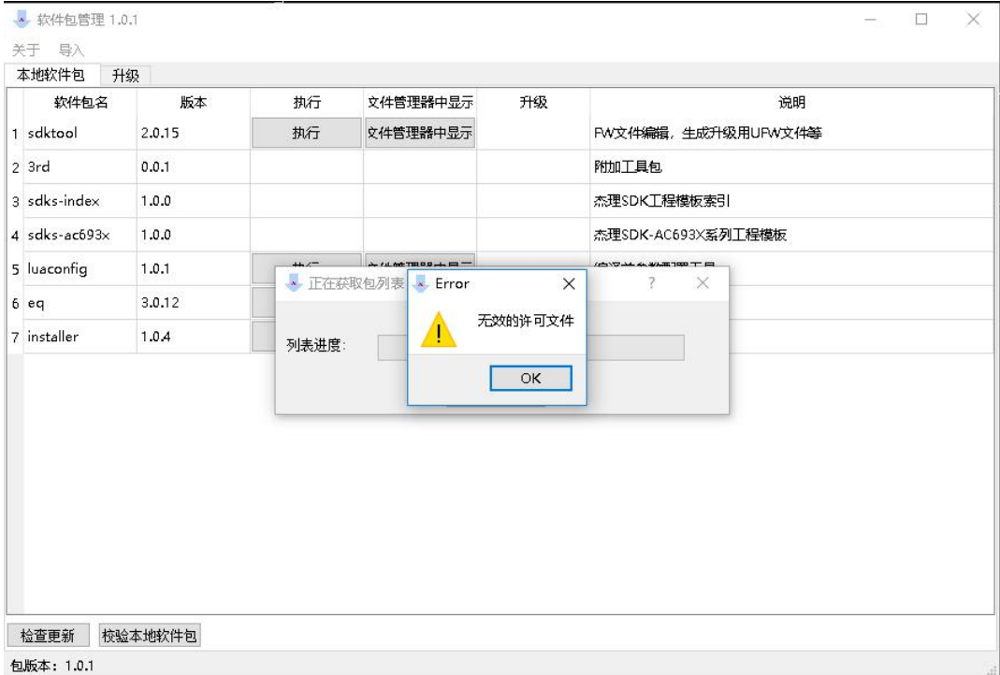 软件包管理 1.0.1
关于 导入
本地软件包 升级
软件包名 版本 执行 文件管理器中显示 升级 说明
1 sdktool 2.0.15 执行 文件管理器中显示 FW文件编辑，生成升级用UFW文件等
2 3rd 0.0.1 附加工具包
3 sdks-index 1.0.0 杰理SDK工程模板索引
4 sdks-ac693x 1.0.0 杰理SDK-AC693X系列工程模板
5 luaconfig 1.0.1
正在获取包列表 Error ?
6 eq 3.0.12
无效的许可文件
7 installer 1.0.4
列表进度：
OK
检查更新 校验本地软件包
包版本：1.0.1